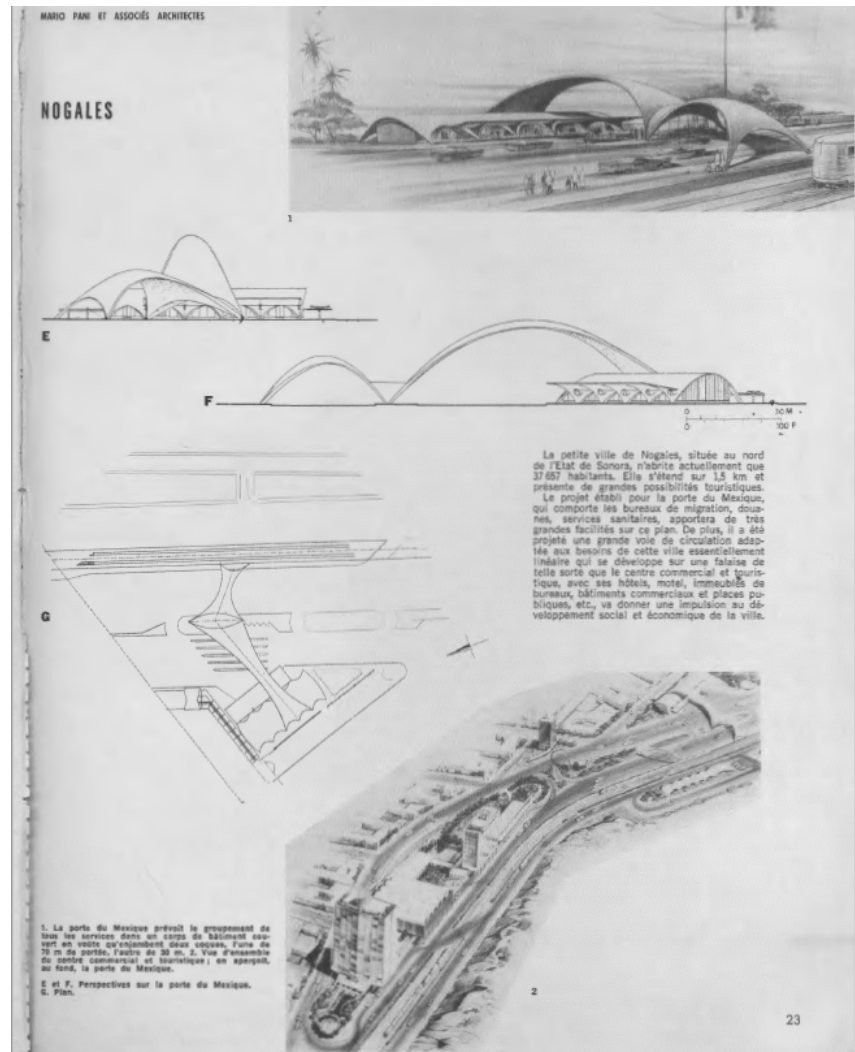 MARIO PANI ET ASSOCIÉS ARCHITECTES
NOGALES
1
E
F
0 30 M
0 100 F
La petite ville de Nogales, située au nord
de l'Etat de Sonora, n'abrite actuellement que
37 657 habitants. Elle s'étend sur 1,5 km et
présente de grandes possibilités touristiques.
Le projet établi pour la porte du Mexique,
qui comporte les bureaux de migration, doua-
nes, services sanitaires, apportera de très
grandes facilités sur ce plan. De plus, il a été
projeté une grande voie de circulation adap-
tée aux besoins de cette ville essentiellement
linéaire qui se développe sur une falaise de
telle sorte que le centre commercial et touris-
tique, avec ses hôtels, motel, immeubles de
bureaux, bâtiments commerciaux et places pu-
bliques, etc., va donner une impulsion au dé-
veloppement social et économique de la ville.
G
1. La porte du Mexique prévoit le groupement de
tous les services dans un corps de bâtiment cou-
vert en voûte qu'enjambent deux coques, l'une de
70 m de portée, l'autre de 30 m. 2. Vue d'ensemble
du centre commercial et touristique ; on aperçoit,
au fond, la porte du Mexique.
E et F. Perspectives sur la porte du Mexique.
G. Plan.
2
23